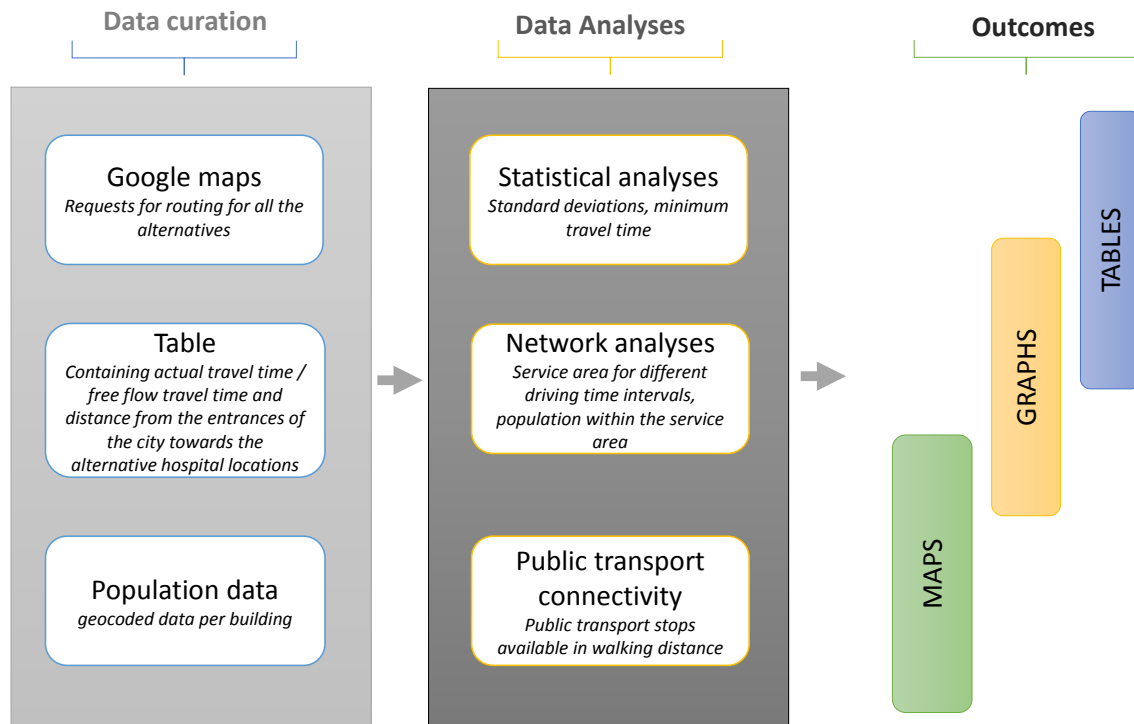 Data curation
Data Analyses
Outcomes
Google maps
Requests for routing for all the
alternatives
Table
Containing actual travel time /
free flow travel time and
distance from the entrances of
the city towards the
alternative hospital locations
Population data
geocoded data per building
Statistical analyses
Standard deviations, minimum
travel time
Network analyses
Service area for different
driving time intervals,
population within the service
area
Public transport
connectivity
Public transport stops
available in walking distance
MAPS
GRAPHS
TABLES